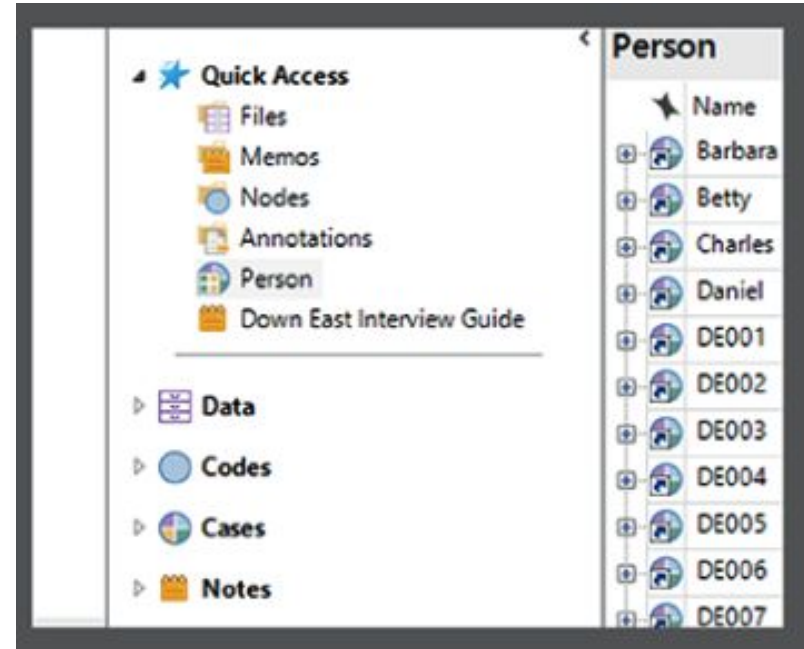 Quick Access
Files
Memos
Nodes
Annotations
Person
Down East Interview Guide
Data
Codes
Cases
Notes
Person
Name
Barbara
Betty
Charles
Daniel
DE001
DE002
DE003
DE004
DE005
DE006
DE007